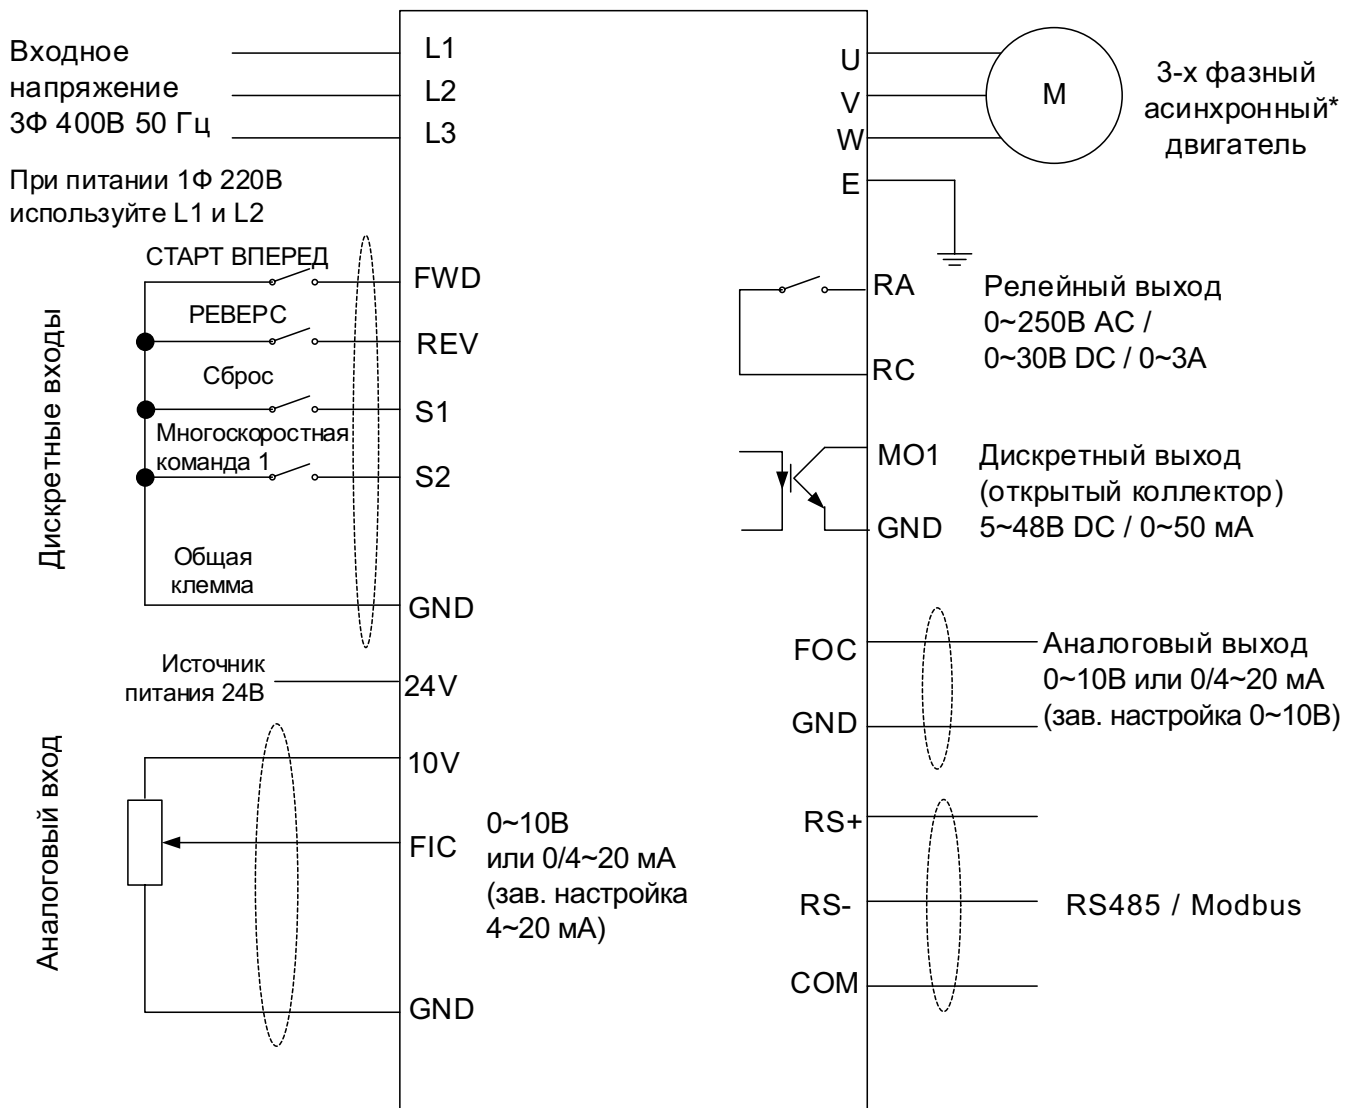 Входное
напряжение
3Ф 400В 50 Гц
L1
L2
L3
При питании 1Ф 220В
используйте L1 и L2
U
V
W
E
M
3-х фазный
асинхронный*
двигатель
Дискретные входы
СТАРТ ВПЕРЕД
FWD
РЕВЕРС
REV
Сброс
S1
Многоскоростная
команда 1
S2
Общая
клемма
GND
Источник
питания 24В
24V
Аналоговый вход
10V
FIC
0~10В
или 0/4~20 мА
(зав. настройка
4~20 мА)
GND
RA
RC
Релейный выход
0~250В AC /
0~30В DC / 0~3А
MO1
GND
Дискретный выход
(открытый коллектор)
5~48В DC / 0~50 мА
FOC
GND
Аналоговый выход
0~10В или 0/4~20 мА
(зав. настройка 0~10В)
RS+
RS-
COM
RS485 / Modbus